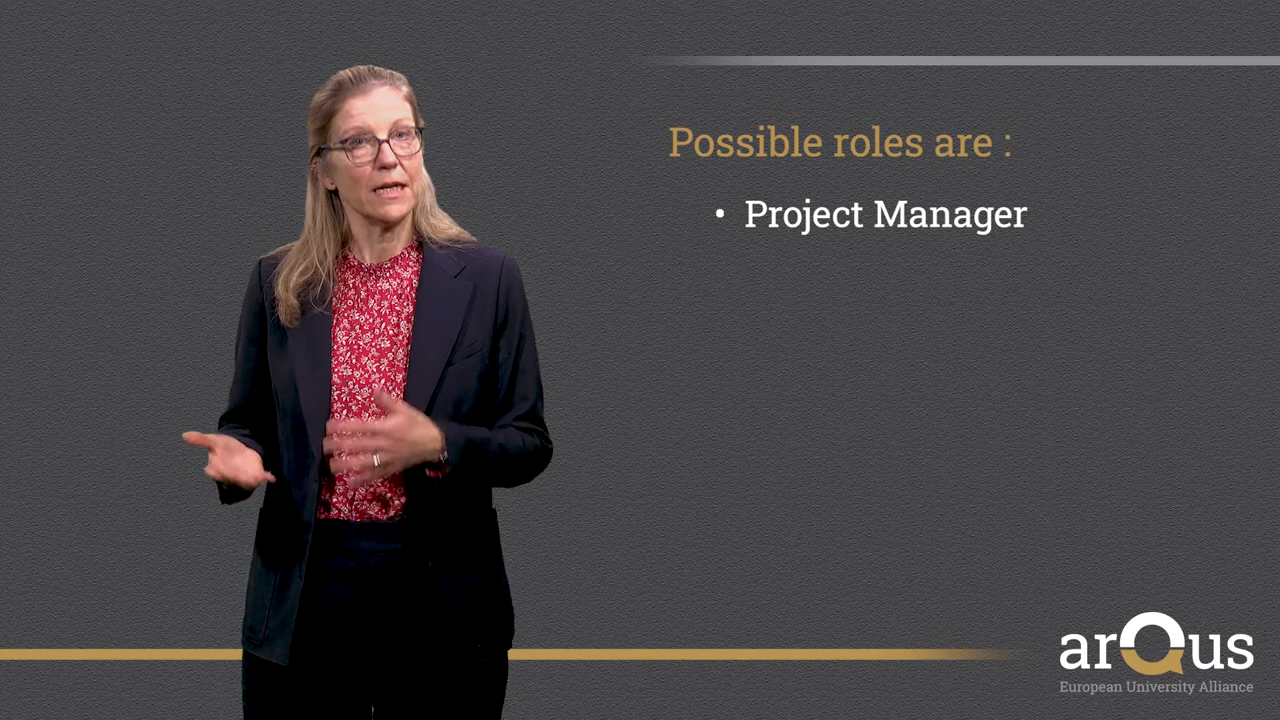 Possible roles are :
• Project Manager
arQus
European University Alliance